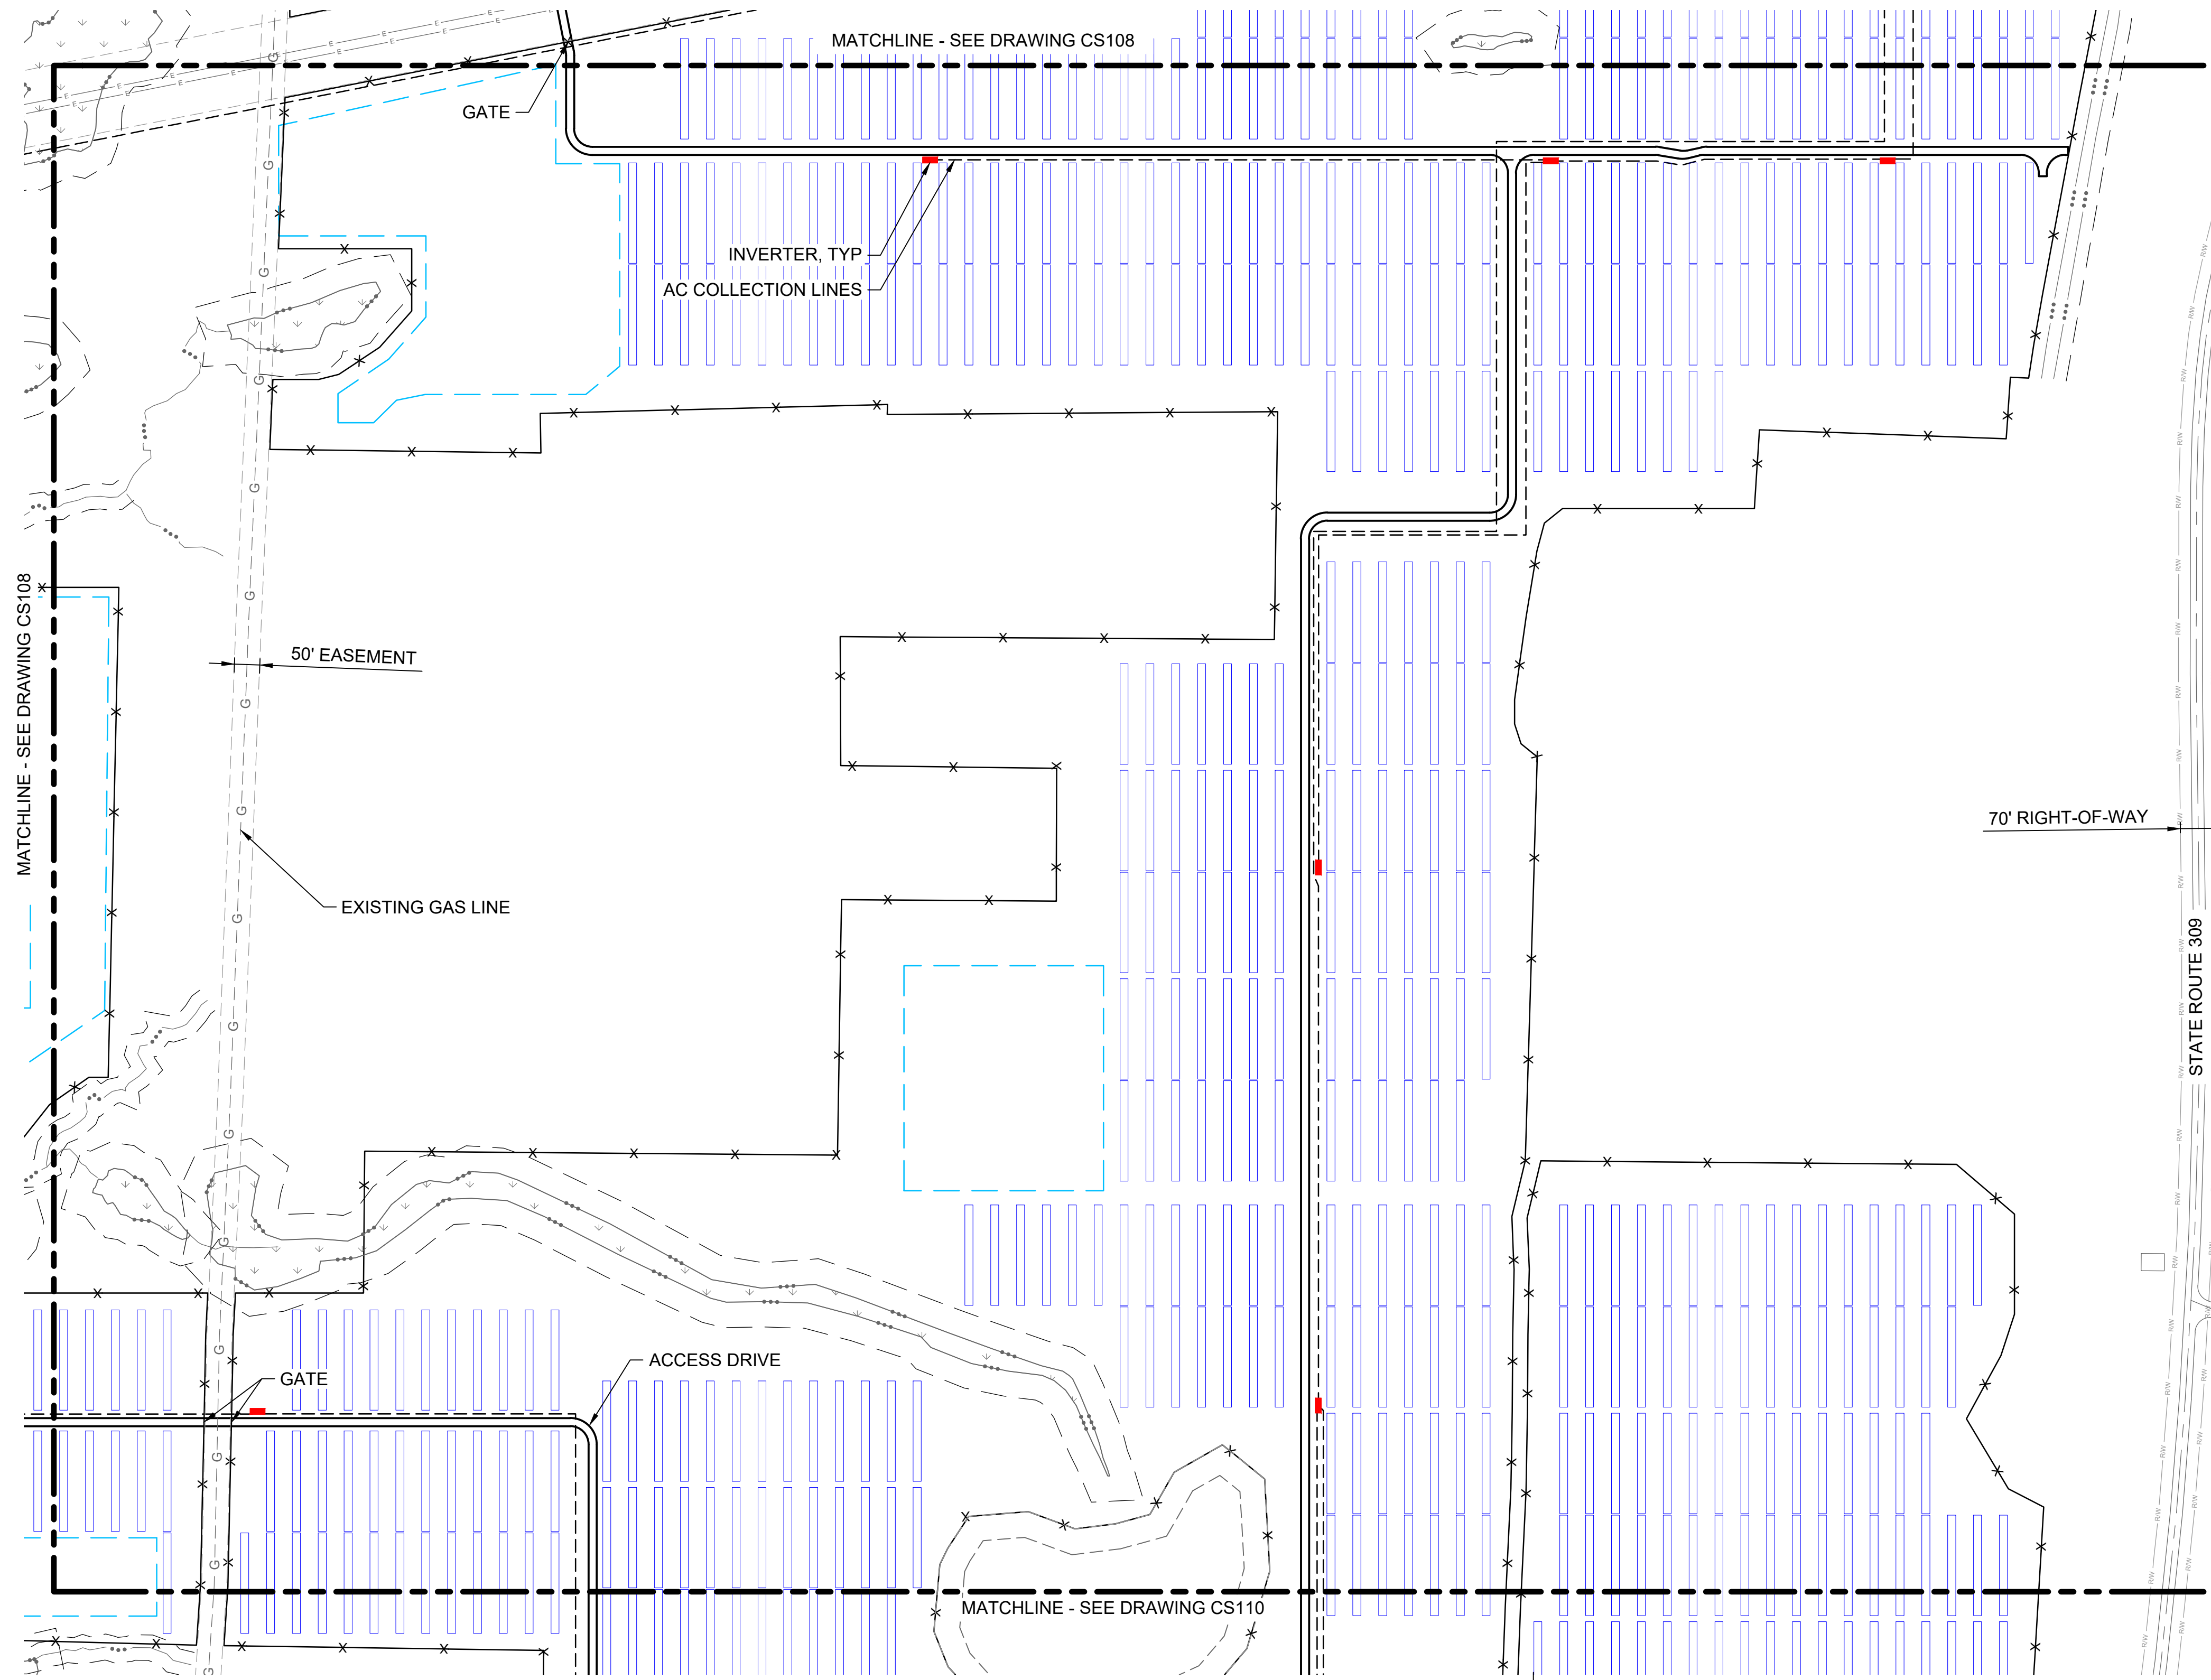 MATCHLINE - SEE DRAWING CS108
GATE
INVERTER, TYP
AC COLLECTION LINES
MATCHLINE - SEE DRAWING CS108
50' EASEMENT
70' RIGHT-OF-WAY
EXISTING GAS LINE
STATE ROUTE 309
ACCESS DRIVE
GATE
MATCHLINE - SEE DRAWING CS110